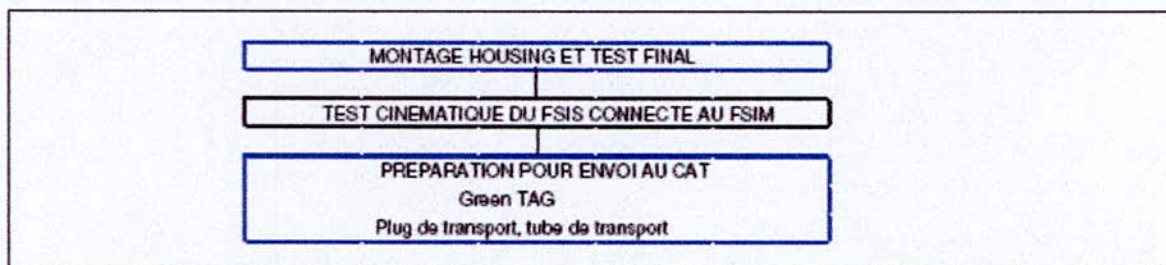 MONTAGE HOUSING ET TEST FINAL
TEST CINEMATIQUE DU FSIS CONNECTE AU FSIM
PREPARATION POUR ENVOI AU CAT
Green TAG
Plug de transport, tube de transport